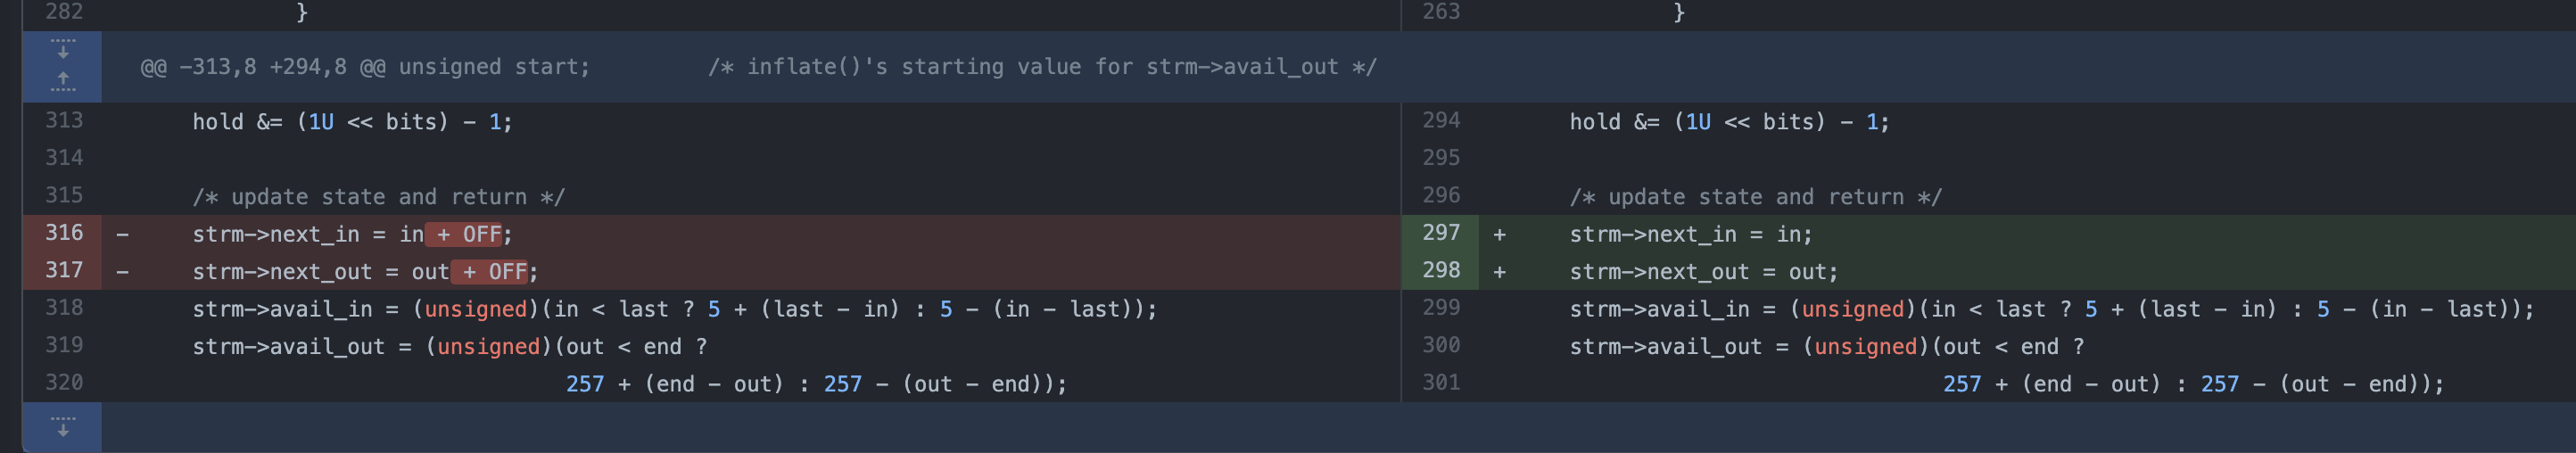 282 }
@@ -313,8 +294,8 @@ unsigned start; /* inflate()'s starting value for strm->avail_out */
313 hold &= (1U << bits) - 1;
314
315 /* update state and return */
316 - strm->next_in = in + OFF;
317 - strm->next_out = out + OFF;
318 strm->avail_in = (unsigned)(in < last ? 5 + (last - in) : 5 - (in - last));
319 strm->avail_out = (unsigned)(out < end ?
320 257 + (end - out) : 257 - (out - end));
263 }
294 hold &= (1U << bits) - 1;
295
296 /* update state and return */
297 + strm->next_in = in;
298 + strm->next_out = out;
299 strm->avail_in = (unsigned)(in < last ? 5 + (last - in) : 5 - (in - last));
300 strm->avail_out = (unsigned)(out < end ?
301 257 + (end - out) : 257 - (out - end));